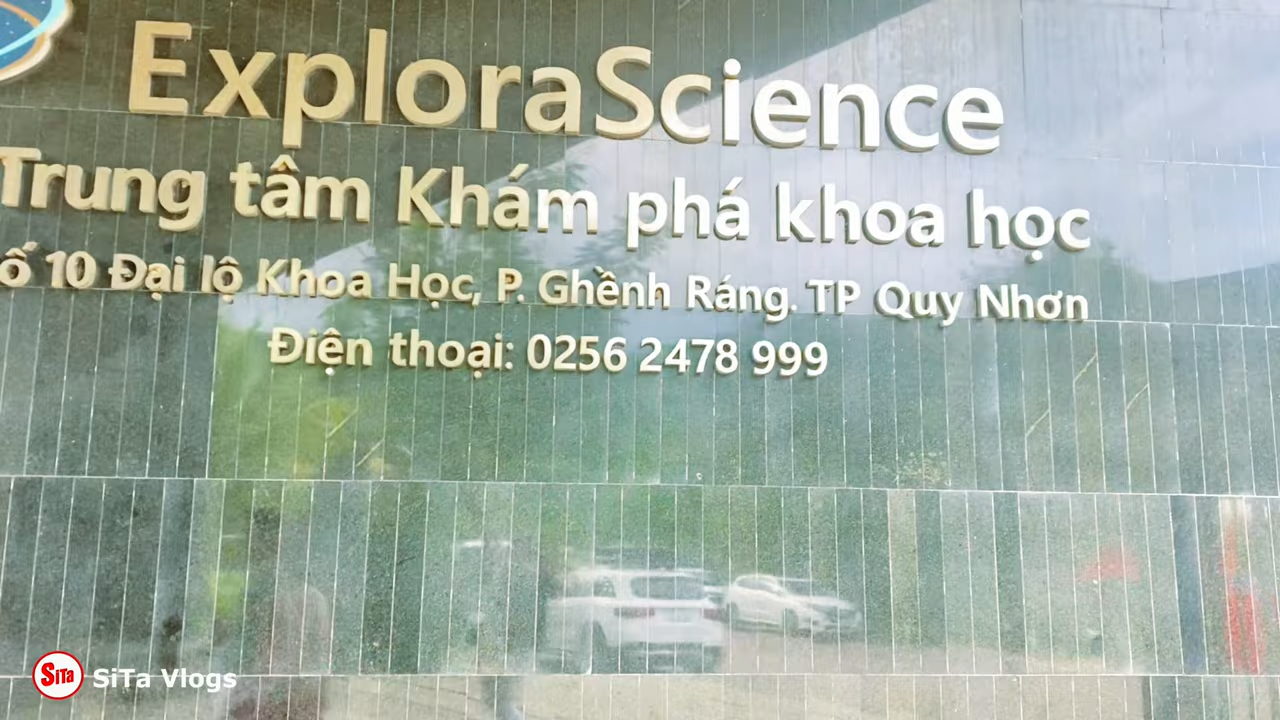 ExploraScience
Trung tâm Khám phá khoa học
ố 10 Đại lộ Khoa Học, P. Ghềnh Ráng. TP Quy Nhơn
Điện thoại: 0256 2478 999
SiTa SiTa Vlogs